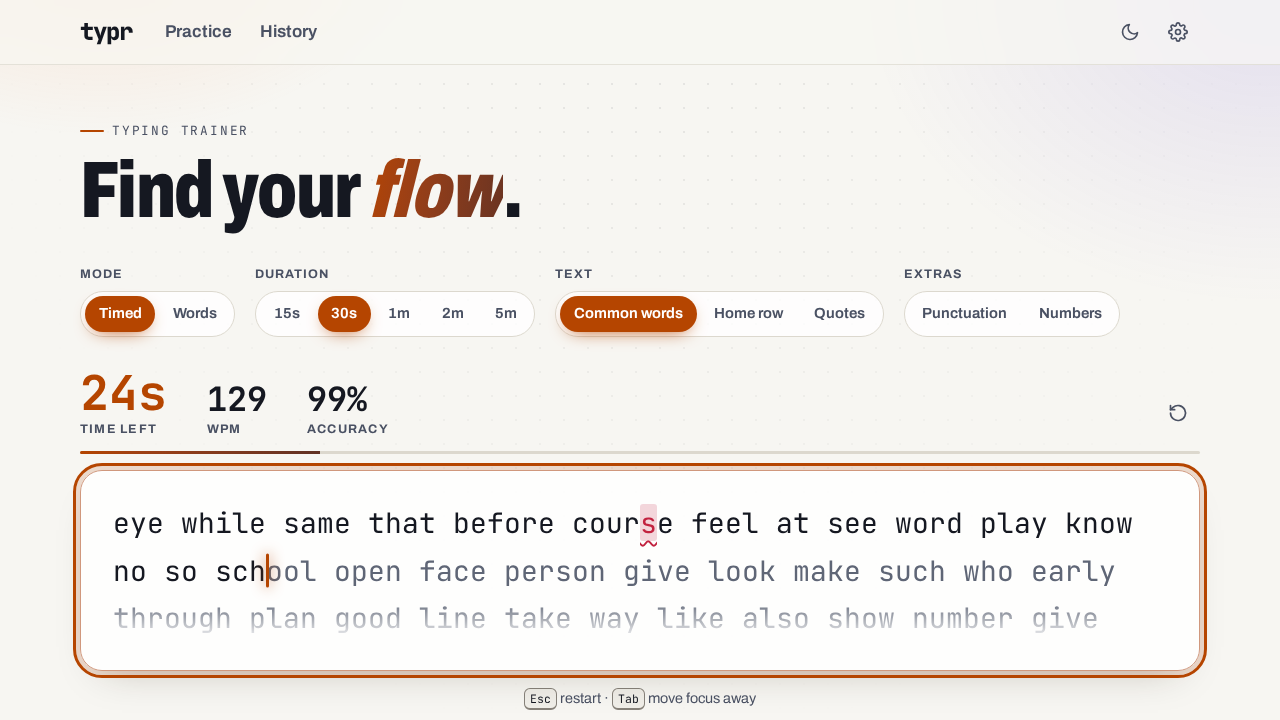 typr Practice History
TYPING TRAINER
Find your flow.
MODE DURATION TEXT EXTRAS
Timed Words 15s 30s 1m 2m 5m Common words Home row Quotes Punctuation Numbers
24s 129 99%
TIME LEFT WPM ACCURACY
eye while same that before course feel at see word play know
no so school open face person give look make such who early
through plan good line take way like also show number give
Esc restart · Tab move focus away